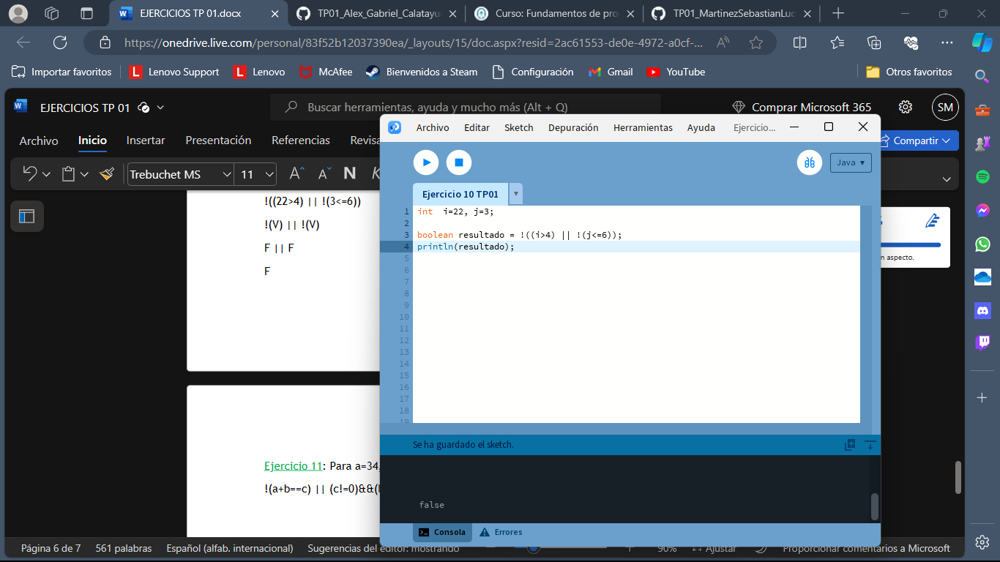 EJERCICIOS TP 01.docx
TP01_Alex_Gabriel_Calatayu
Curso: Fundamentos de pro
TP01_MartinezSebastianLuc
https://onedrive.live.com/personal/83f52b12037390ea/_layouts/15/doc.aspx?resid=2ac61553-de0e-4972-a0cf-...
Importar favoritos
Lenovo Support
Lenovo
McAfee
Bienvenidos a Steam
Configuración
Gmail
YouTube
Otros favoritos
EJERCICIOS TP 01
Buscar herramientas, ayuda y mucho más (Alt + Q)
Comprar Microsoft 365
SM
Archivo
Inicio
Insertar
Presentación
Referencias
Revisa
Compartir
Trebuchet MS
11
N
K
!((22>4) || !(3<=6))
!(V) || !(V)
F || F
F
Ejercicio 11: Para a=34,
!(a+b==c) || (c!=0)&&(
n aspecto.
Archivo
Editar
Sketch
Depuración
Herramientas
Ayuda
Ejercicio...
Java
Ejercicio 10 TP01
1 int i=22, j=3;
2
3 boolean resultado = !((i>4) || !(j<=6));
4 println(resultado);
5
6
7
8
9
10
11
12
13
14
15
16
17
18
19
Se ha guardado el sketch.
false
Consola
Errores
Página 6 de 7
561 palabras
Español (alfab. internacional)
Sugerencias del editor: mostrando
90%
Ajustar
Proporcionar comentarios a Microsoft